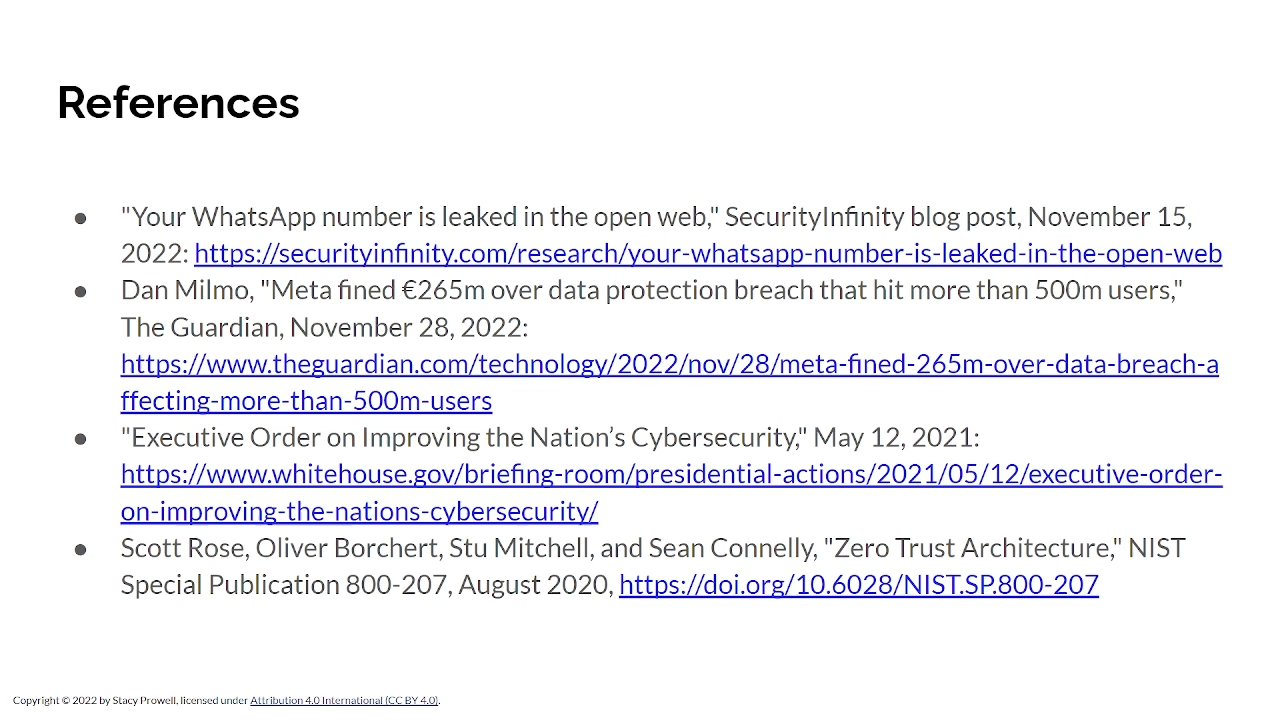 References
● "Your WhatsApp number is leaked in the open web," SecurityInfinity blog post, November 15,
2022: https://securityinfinity.com/research/your-whatsapp-number-is-leaked-in-the-open-web
● Dan Milmo, "Meta fined €265m over data protection breach that hit more than 500m users,"
The Guardian, November 28, 2022:
https://www.theguardian.com/technology/2022/nov/28/meta-fined-265m-over-data-breach-a
ffecting-more-than-500m-users
● "Executive Order on Improving the Nation’s Cybersecurity," May 12, 2021:
https://www.whitehouse.gov/briefing-room/presidential-actions/2021/05/12/executive-order-
on-improving-the-nations-cybersecurity/
● Scott Rose, Oliver Borchert, Stu Mitchell, and Sean Connelly, "Zero Trust Architecture," NIST
Special Publication 800-207, August 2020, https://doi.org/10.6028/NIST.SP.800-207
Copyright © 2022 by Stacy Prowell, licensed under Attribution 4.0 International (CC BY 4.0).